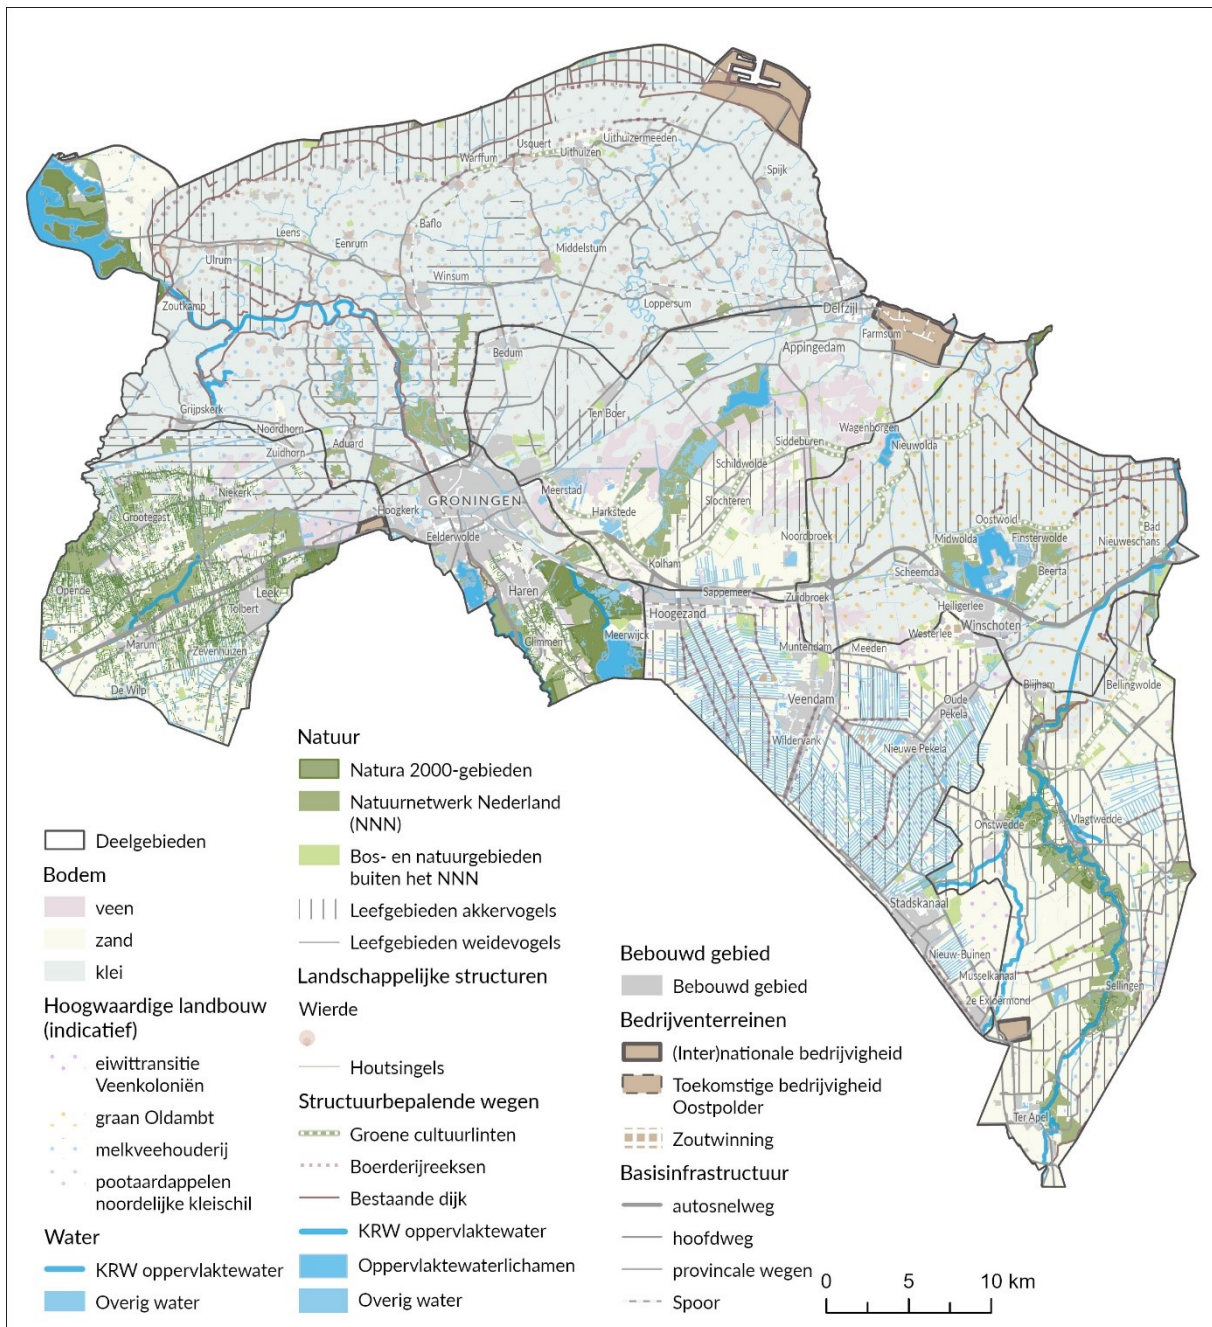 Uithuizermeeden
Usquert
Uithuizen
Warffum
Spijk
Baflo
Leens
Eenrum
Middelstum
Ulrum
Winsum
Zoutkamp
Loppersum
Delfzijl
Farmsum
Appingedam
Bedum
Grijpskerk
Ten Boer
Noordhorn
Wagenborgen
Aduard
Siddeburen
Nieuwolda
Zuidhorn
Schildwolde
Niekerk
Meerstad
GRONINGEN
Slochteren
Grootegast
Hoogkerk
Harkstede
Oostwold
Bad
Nieuweschans
Eelderwolde
Noordbroek
Midwolda
Finsterwolde
Kolham
Scheemda
Beerta
Opende
Leek
Haren
Sappemeer
Zuidbroek
Tolbert
Hoogezand
Heiligerlee
Winschoten
Marum
Glimmen
Meerwijck
Westerlee
Zevenhuizen
Muntendam
Meeden
De Wilp
Veendam
Oude
Pekela
Blijham
Bellingwolde
Wildervank
Nieuwe Pekela
Onstwedde
Vlagtwedde
Stadskanaal
Nieuw-Buinen
Musselkanaal
2e Exloermond
Sellingen
Ter Apel
Deelgebieden
Bodem
veen
zand
klei
Hoogwaardige landbouw
(indicatief)
eiwittransitie
Veenkoloniën
graan Oldambt
melkveehouderij
pootaardappelen
noordelijke kleischil
Water
KRW oppervlaktewater
Overig water
Natuur
Natura 2000-gebieden
Natuurnetwerk Nederland
(NNN)
Bos- en natuurgebieden
buiten het NNN
Leefgebieden akkervogels
Leefgebieden weidevogels
Landschappelijke structuren
Wierde
Houtsingels
Structuurbepalende wegen
Groene cultuurlinten
Boerderijreeksen
Bestaande dijk
KRW oppervlaktewater
Oppervlaktewaterlichamen
Overig water
Bebouwd gebied
Bebouwd gebied
Bedrijventerreinen
(Inter)nationale bedrijvigheid
Toekomstige bedrijvigheid
Oostpolder
Zoutwinning
Basisinfrastructuur
autosnelweg
hoofdweg
provincale wegen
Spoor
0 5 10 km